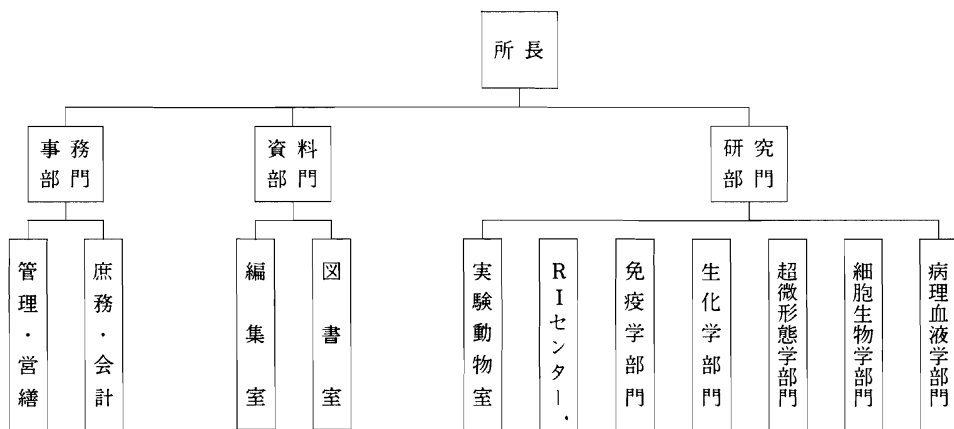 所長
事務
部門
資料
部門
研究
部門
管理・営繕
庶務・会計
編集室
図書室
実験動物室
RIセンター・
免疫学部門
生化学部門
超微形態学部門
細胞生物学部門
病理血液学部門